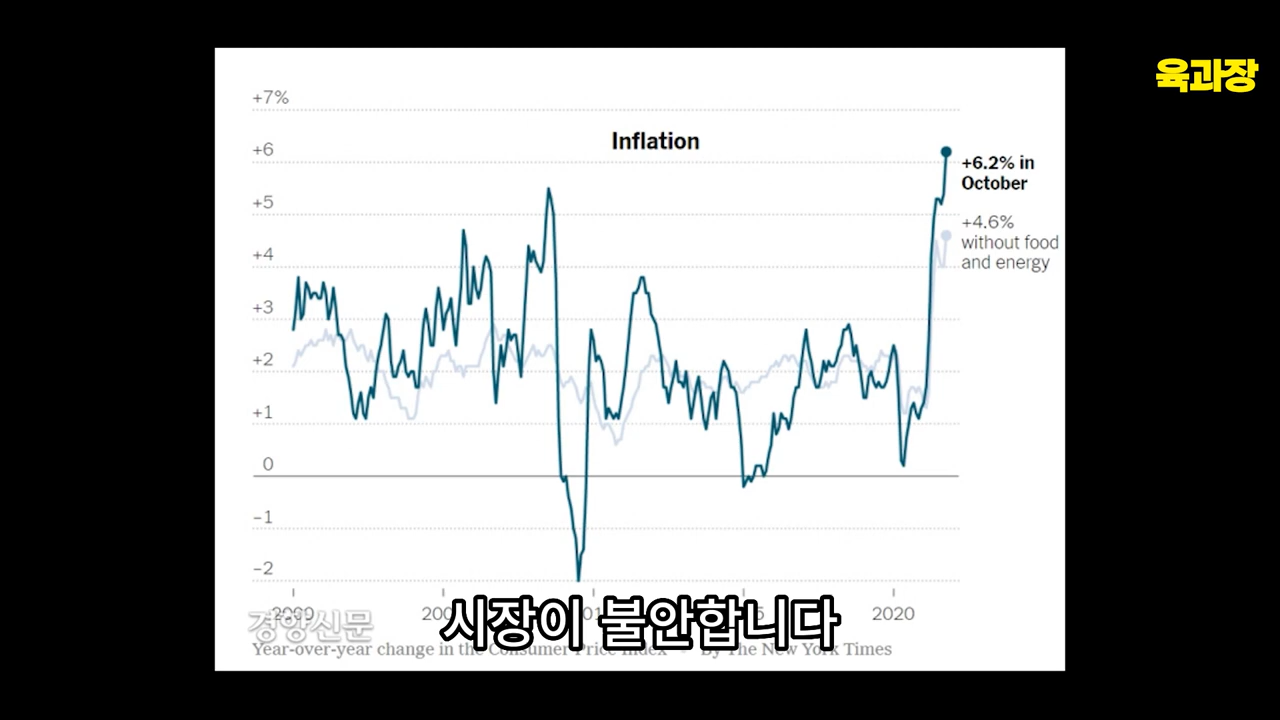 육과장
+7%
Inflation
+6
+6.2% in
October
+5
+4.6%
without food
and energy
+4
+3
+2
+1
0
−1
−2
2020
경향신문
시장이 불안합니다
Year-over-year change in the Consumer Price Index
By The New York Times